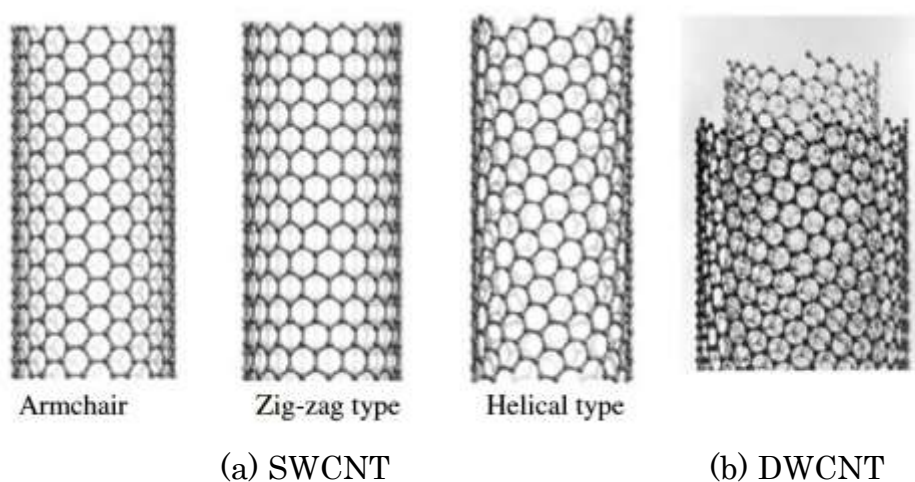 Armchair
Zig-zag type
Helical type
(a) SWCNT
(b) DWCNT